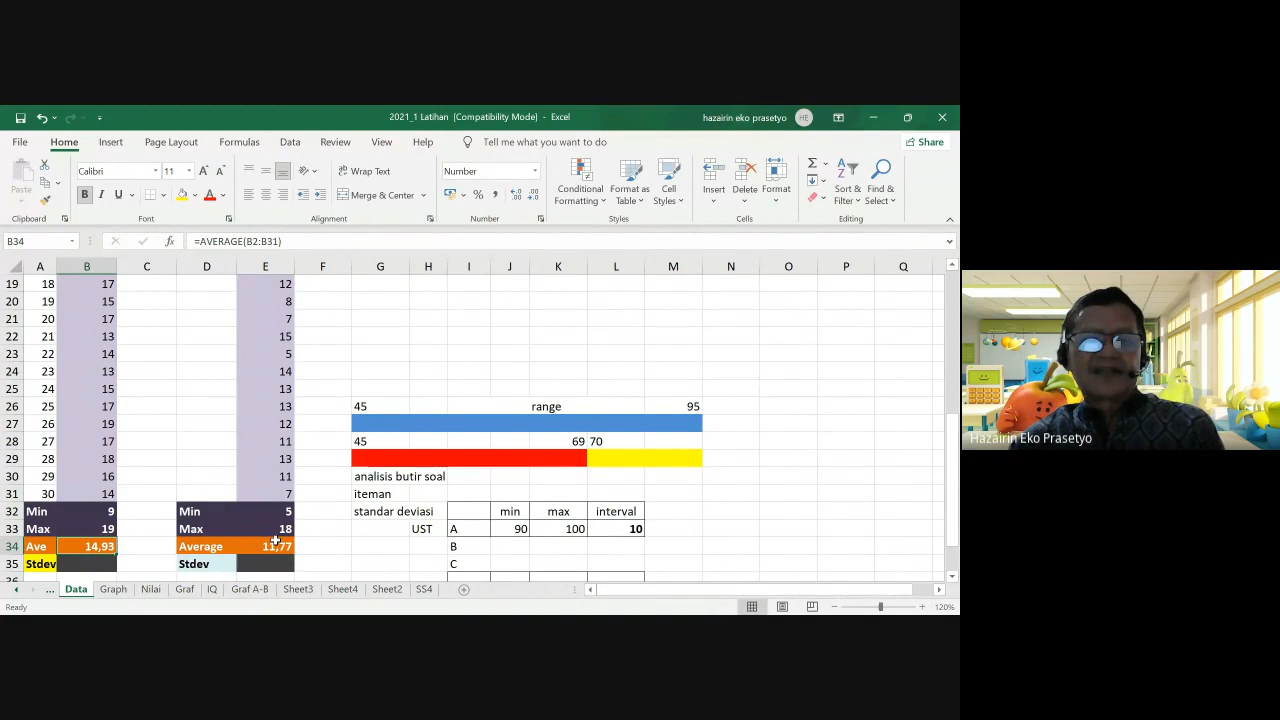 2021_1 Latihan [Compatibility Mode] - Excel
hazairin eko prasetyo
HE
File Home Insert Page Layout Formulas Data Review View Help Tell me what you want to do Share
Paste
Calibri 11
Wrap Text
Merge & Center
Number
Conditional Formatting
Format as Table
Cell Styles
Insert Delete Format
Sort & Filter
Find & Select
Clipboard Font Alignment Number Styles Cells Editing
B34 =AVERAGE(B2:B31)
A B C D E F G H I J K L M N O P Q
19 18 17 12
20 19 15 8
21 20 17 7
22 21 13 15
23 22 14 5
24 23 13 14
25 24 15 13
26 25 17 13 45 range 95
27 26 19 12
28 27 17 11 45 69 70
29 28 18 13
30 29 16 11 analisis butir soal
31 30 14 7 iteman
32 Min 9 Min 5 standar deviasi min max interval
33 Max 19 Max 18 UST A 90 100 10
34 Ave 14,93 Average 11,77 B
35 Stdev Stdev C
36
... Data Graph Nilai Graf IQ Graf A-B Sheet3 Sheet4 Sheet2 SS4
Ready 120%
Hazairin Eko Prasetyo